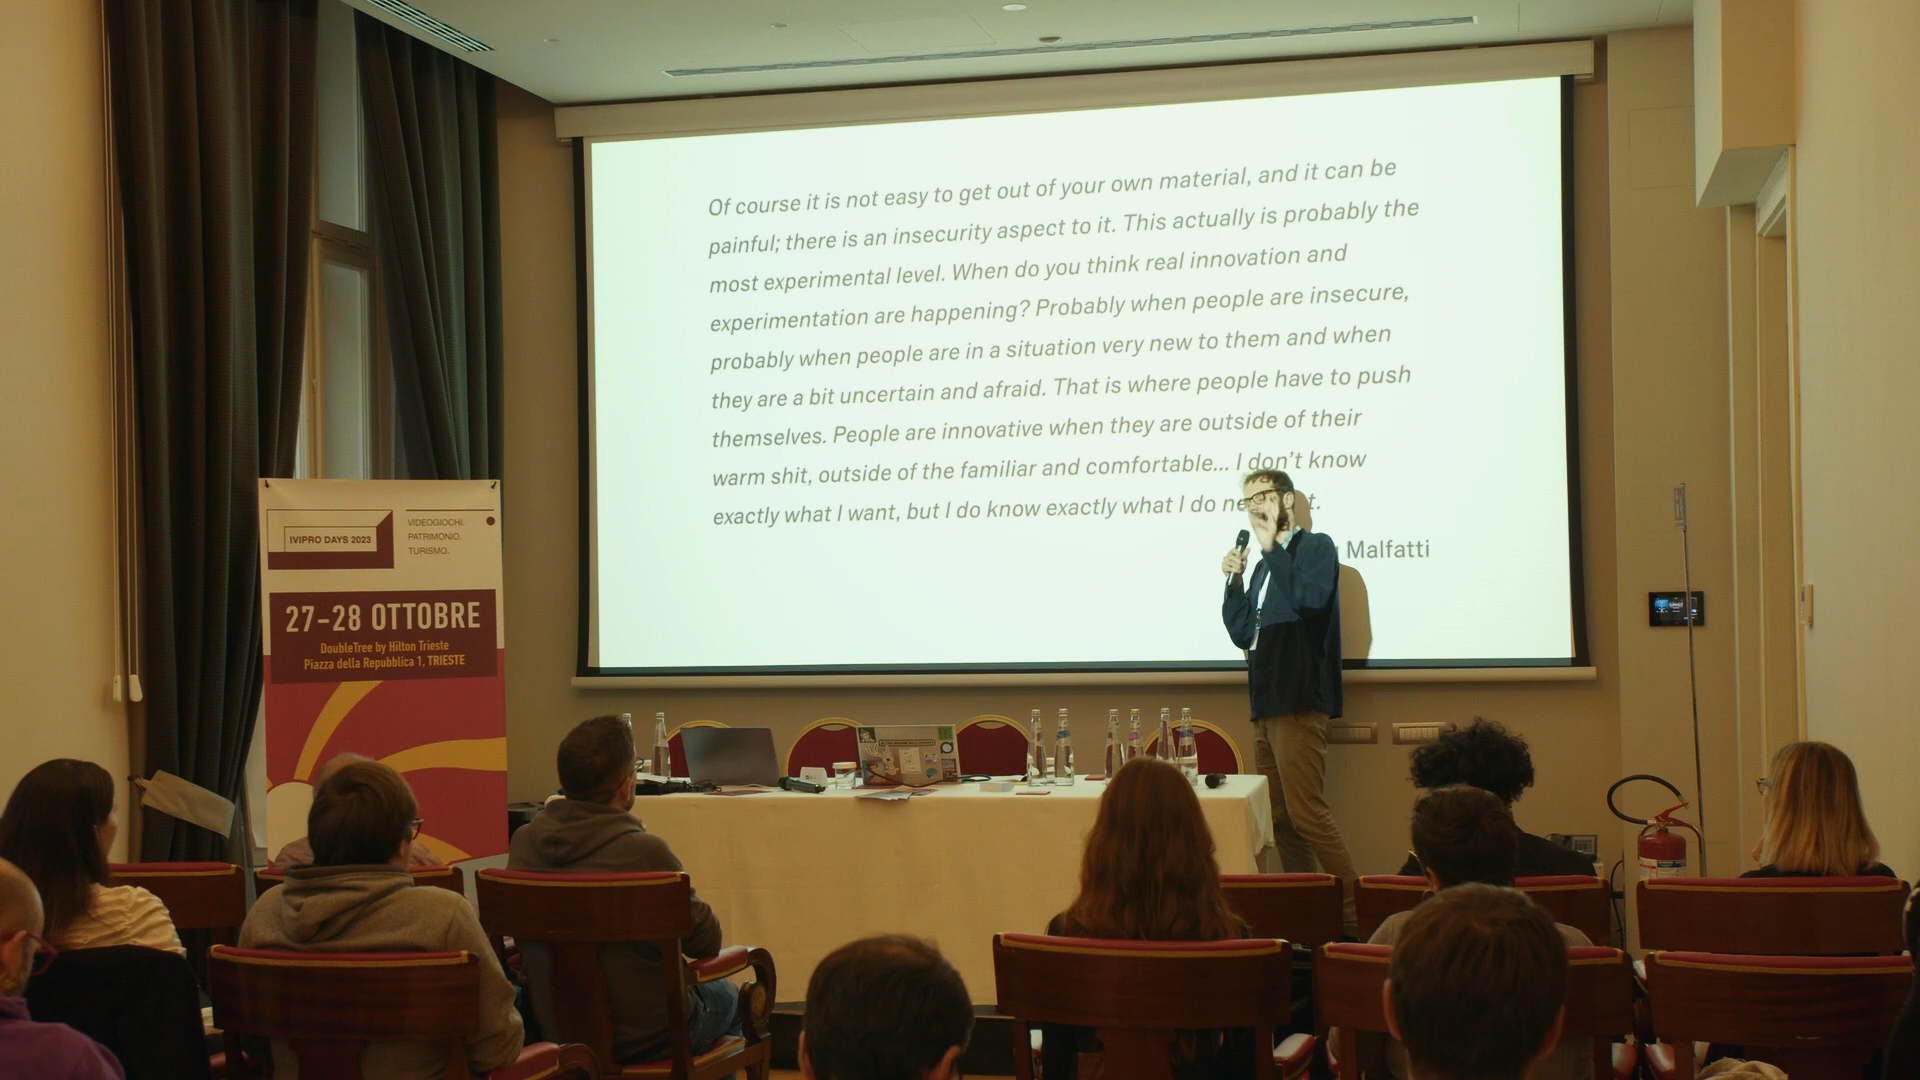 Of course it is not easy to get out of your own material, and it can be
painful; there is an insecurity aspect to it. This actually is probably the
most experimental level. When do you think real innovation and
experimentation are happening? Probably when people are insecure,
probably when people are in a situation very new to them and when
they are a bit uncertain and afraid. That is where people have to push
themselves. People are innovative when they are outside of their
warm shit, outside of the familiar and comfortable... I don't know
exactly what I want, but I do know exactly what I do
Malfatti
IVIPRO DAYS 2023
VIDEOGIOCHI.
PATRIMONIO.
TURISMO.
27-28 OTTOBRE
DoubleTree by Hilton Trieste
Piazza della Repubblica 1, TRIESTE